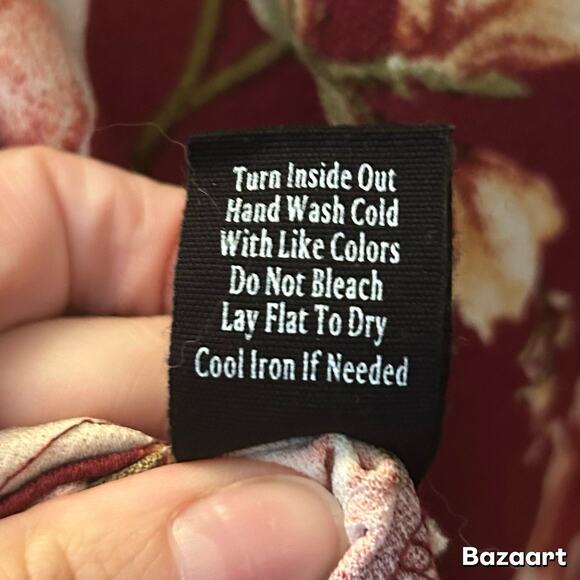 Turn Inside Out
Hand Wash Cold
With Like Colors
Do Not Bleach
Lay Flat To Dry
Cool Iron If Needed
Bazaart